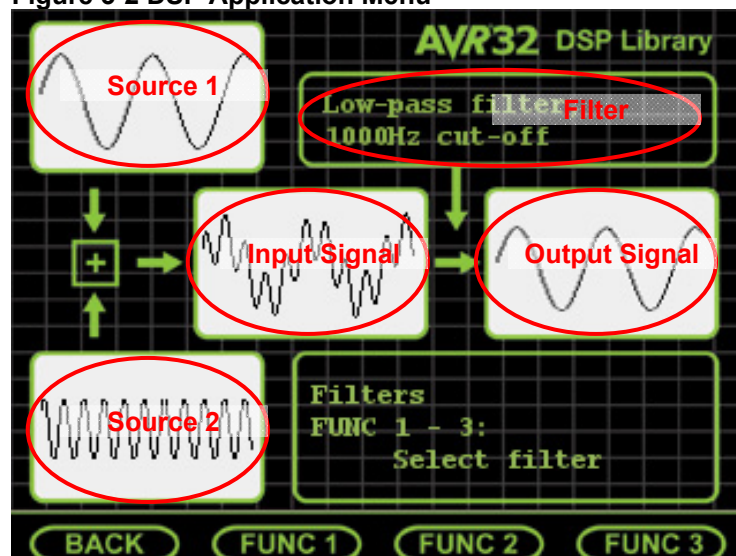 Figure 3-2 DSP Application Menu
AVR32 DSP Library
Source 1
Low-pass filter
Filter
1000Hz cut-off
+
Input Signal
Output Signal
Source 2
Filters
FUNC 1 - 3:
Select filter
BACK
FUNC 1
FUNC 2
FUNC 3